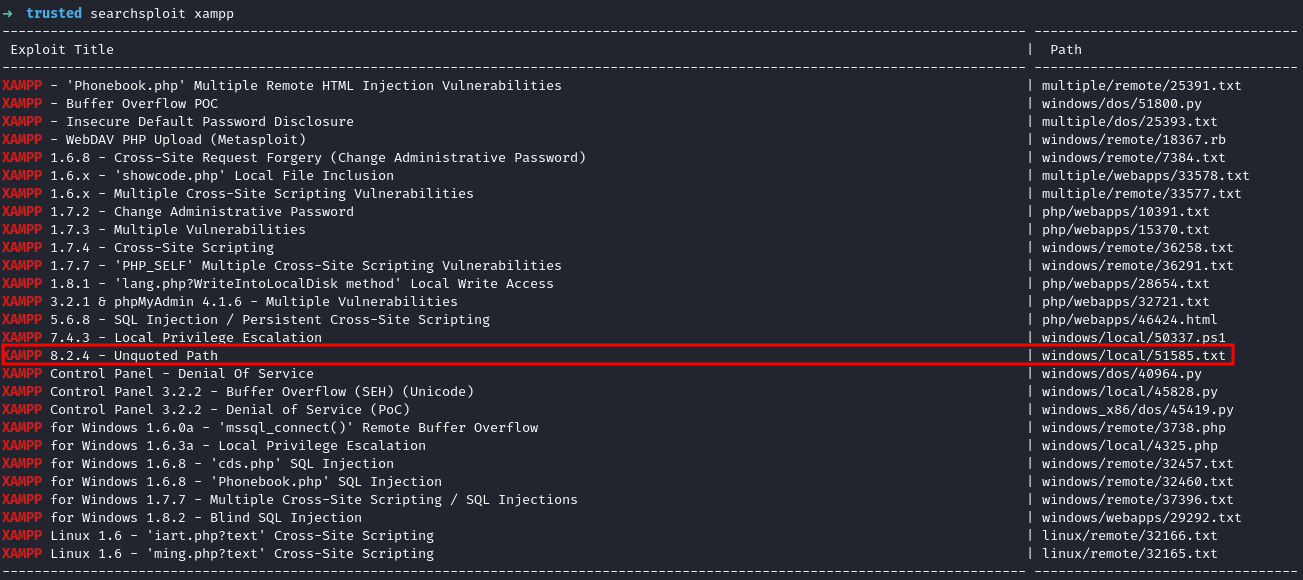 → trusted searchsploit xampp
--------------------------------------------------------------------------------------------------------------------------------- ---------------------------------
Exploit Title | Path
--------------------------------------------------------------------------------------------------------------------------------- ---------------------------------
XAMPP - 'Phonebook.php' Multiple Remote HTML Injection Vulnerabilities | multiple/remote/25391.txt
XAMPP - Buffer Overflow POC | windows/dos/51800.py
XAMPP - Insecure Default Password Disclosure | multiple/dos/25393.txt
XAMPP - WebDAV PHP Upload (Metasploit) | windows/remote/18367.rb
XAMPP 1.6.8 - Cross-Site Request Forgery (Change Administrative Password) | windows/remote/7384.txt
XAMPP 1.6.x - 'showcode.php' Local File Inclusion | multiple/webapps/33578.txt
XAMPP 1.6.x - Multiple Cross-Site Scripting Vulnerabilities | multiple/remote/33577.txt
XAMPP 1.7.2 - Change Administrative Password | php/webapps/10391.txt
XAMPP 1.7.3 - Multiple Vulnerabilities | php/webapps/15370.txt
XAMPP 1.7.4 - Cross-Site Scripting | windows/remote/36258.txt
XAMPP 1.7.7 - 'PHP_SELF' Multiple Cross-Site Scripting Vulnerabilities | windows/remote/36291.txt
XAMPP 1.8.1 - 'lang.php?WriteIntoLocalDisk method' Local Write Access | php/webapps/28654.txt
XAMPP 3.2.1 & phpMyAdmin 4.1.6 - Multiple Vulnerabilities | php/webapps/32721.txt
XAMPP 5.6.8 - SQL Injection / Persistent Cross-Site Scripting | php/webapps/46424.html
XAMPP 7.4.3 - Local Privilege Escalation | windows/local/50337.ps1
XAMPP 8.2.4 - Unquoted Path | windows/local/51585.txt
XAMPP Control Panel - Denial Of Service | windows/dos/40964.py
XAMPP Control Panel 3.2.2 - Buffer Overflow (SEH) (Unicode) | windows/local/45828.py
XAMPP Control Panel 3.2.2 - Denial of Service (PoC) | windows_x86/dos/45419.py
XAMPP for Windows 1.6.0a - 'mssql_connect()' Remote Buffer Overflow | windows/remote/3738.php
XAMPP for Windows 1.6.3a - Local Privilege Escalation | windows/local/4325.php
XAMPP for Windows 1.6.8 - 'cds.php' SQL Injection | windows/remote/32457.txt
XAMPP for Windows 1.6.8 - 'Phonebook.php' SQL Injection | windows/remote/32460.txt
XAMPP for Windows 1.7.7 - Multiple Cross-Site Scripting / SQL Injections | windows/remote/37396.txt
XAMPP for Windows 1.8.2 - Blind SQL Injection | windows/webapps/29292.txt
XAMPP Linux 1.6 - 'iart.php?text' Cross-Site Scripting | linux/remote/32166.txt
XAMPP Linux 1.6 - 'ming.php?text' Cross-Site Scripting | linux/remote/32165.txt
--------------------------------------------------------------------------------------------------------------------------------- ---------------------------------